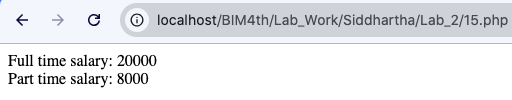 localhost/BIM4th/Lab_Work/Siddhartha/Lab_2/15.php
Full time salary: 20000
Part time salary: 8000